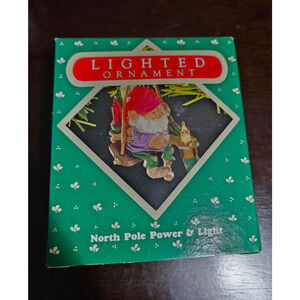 LIGHTED
ORNAMENT
North Pole Power & Light